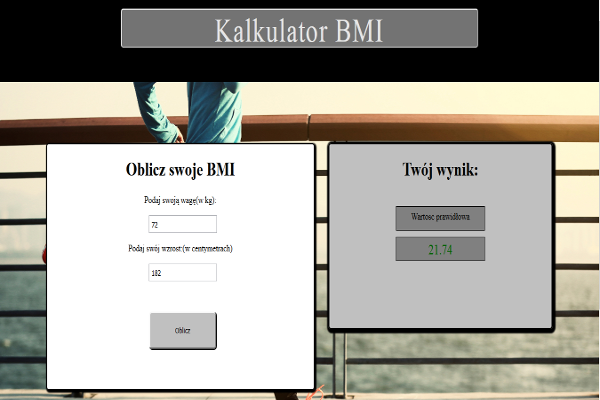 Kalkulator BMI
Oblicz swoje BMI
Podaj swoją wagę(w kg):
72
Podaj swój wzrost:(w centymetrach)
182
Oblicz
Twój wynik:
Wartosc prawidłowa
21.74